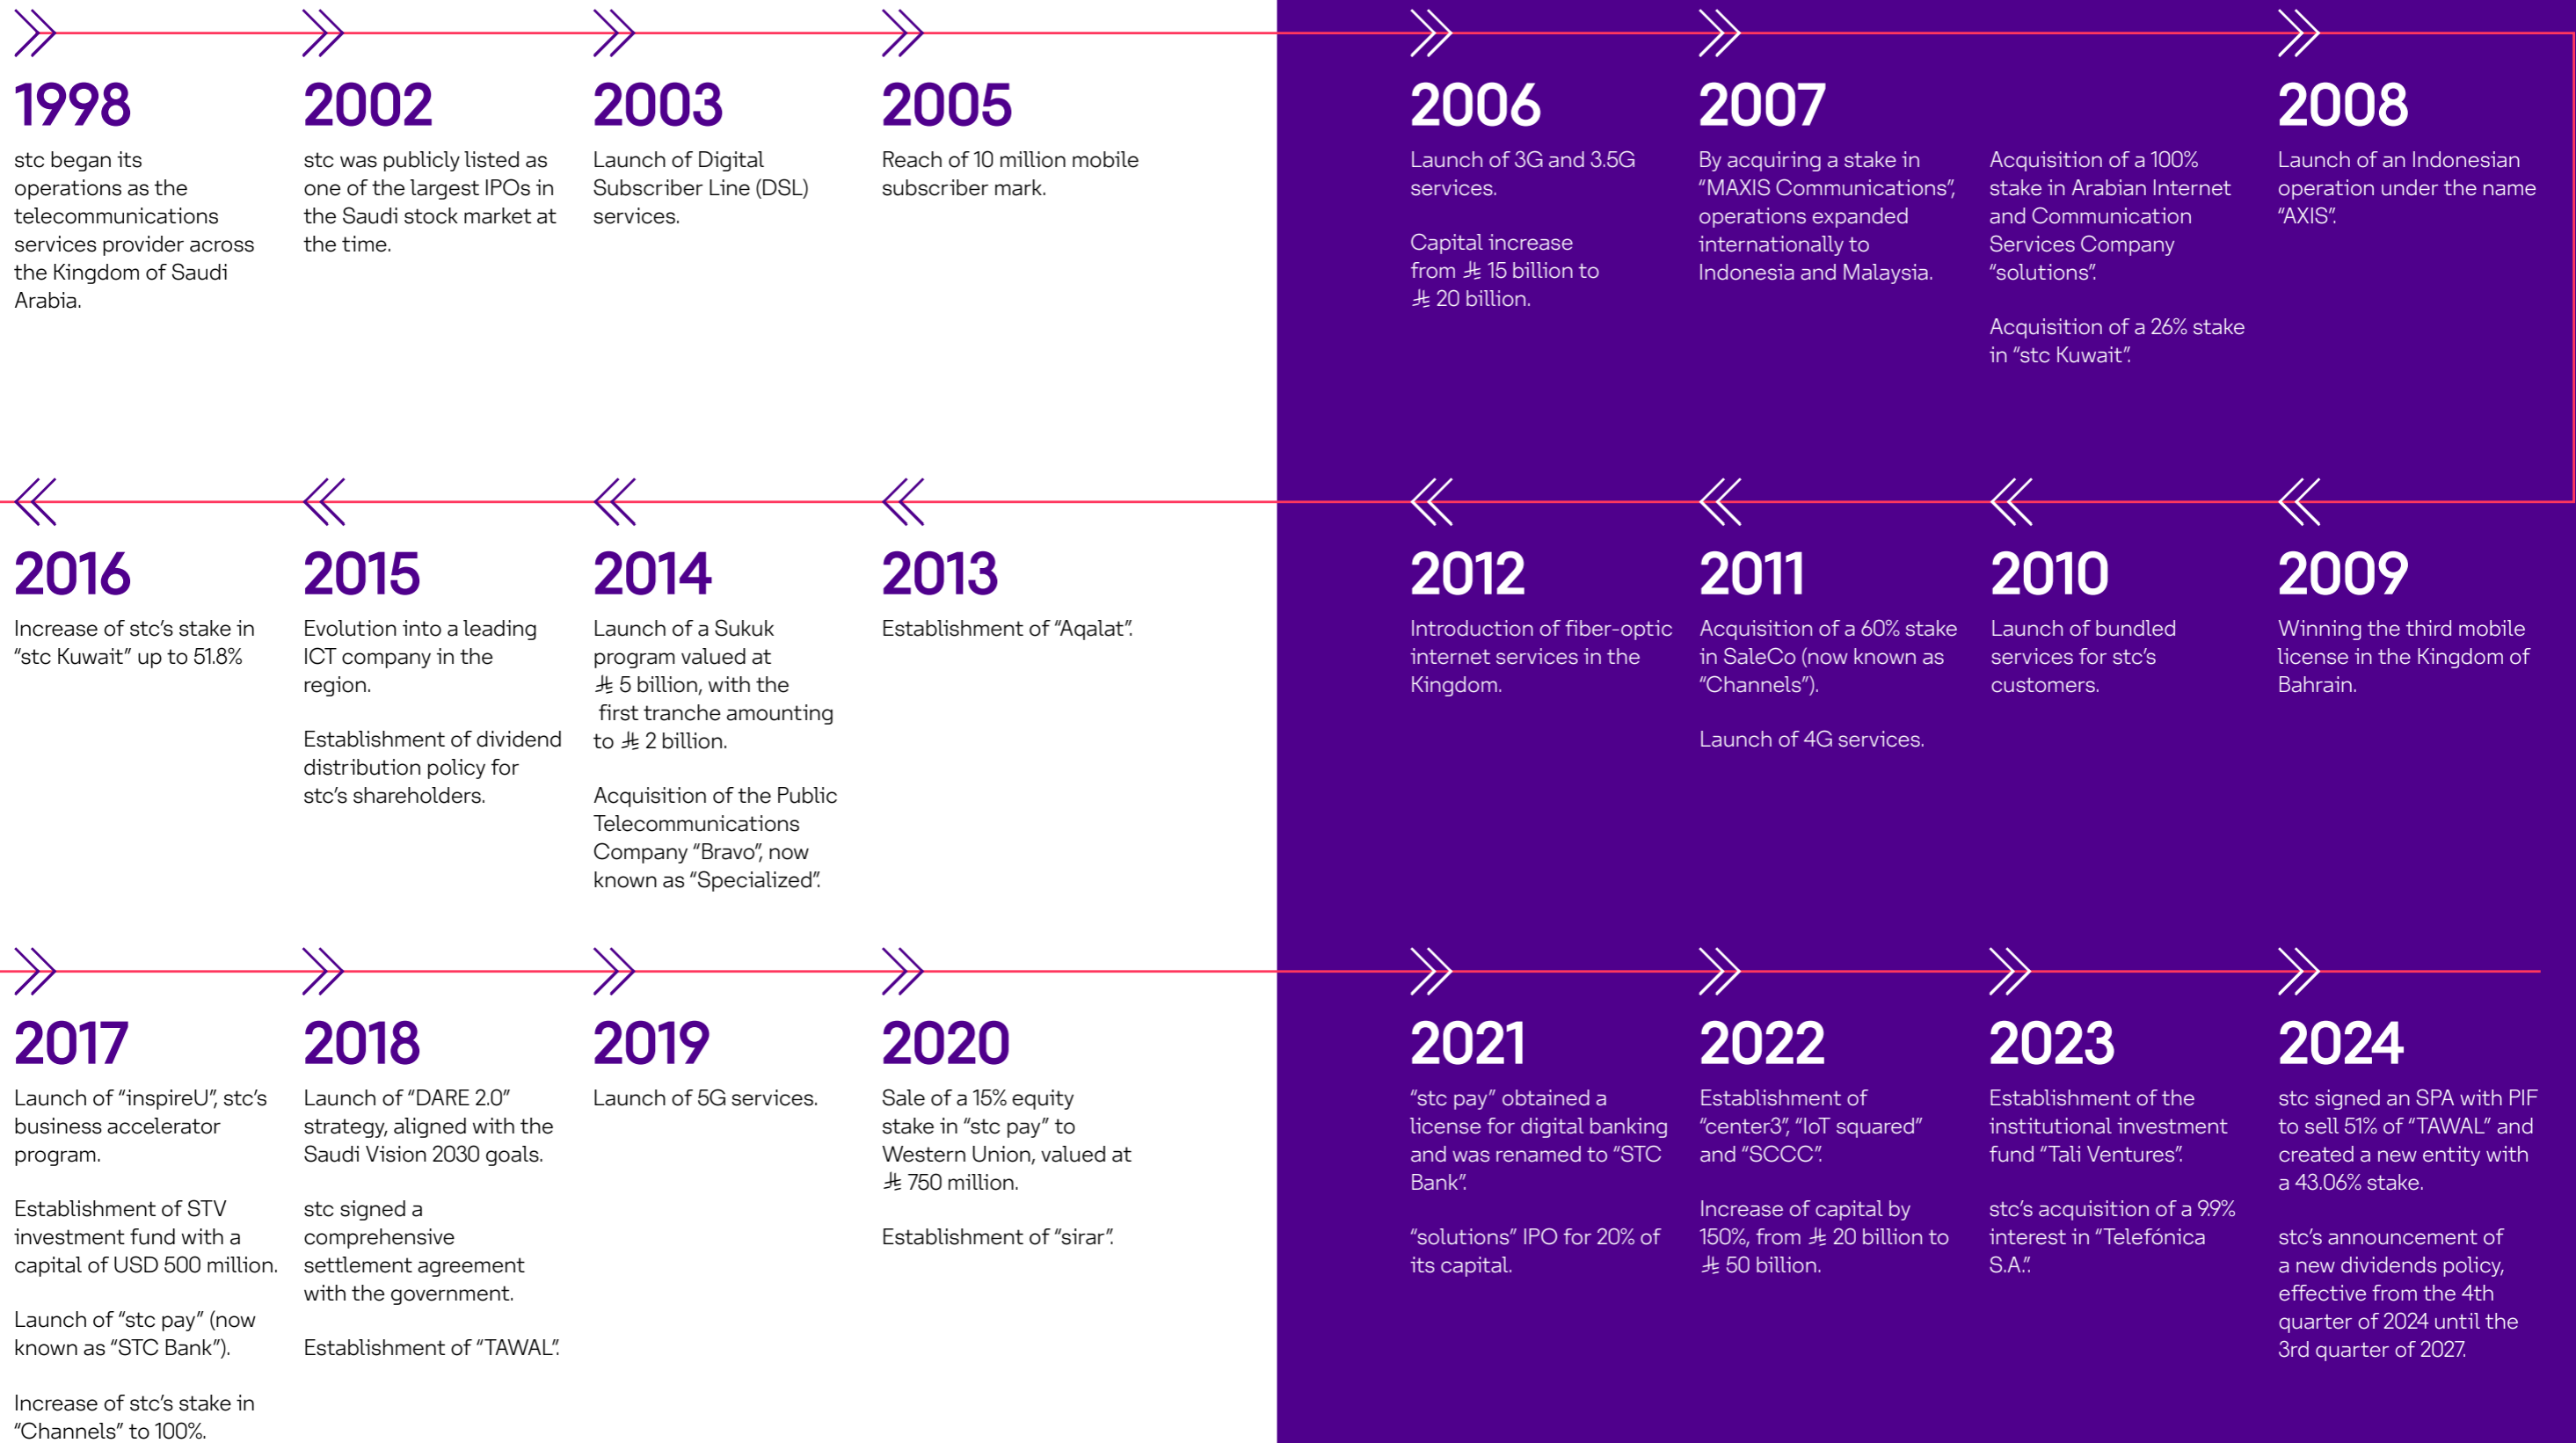 1998
stc began its
operations as the
telecommunications
services provider across
the Kingdom of Saudi
Arabia.
2002
stc was publicly listed as
one of the largest IPOs in
the Saudi stock market at
the time.
2003
Launch of Digital
Subscriber Line (DSL)
services.
2005
Reach of 10 million mobile
subscriber mark.
2006
Launch of 3G and 3.5G
services.
Capital increase
from ⃁ 15 billion to
⃁ 20 billion.
2007
By acquiring a stake in
“MAXIS Communications”,
operations expanded
internationally to
Indonesia and Malaysia.
Acquisition of a 100%
stake in Arabian Internet
and Communication
Services Company
“solutions”.
Acquisition of a 26% stake
in “stc Kuwait”.
2008
Launch of an Indonesian
operation under the name
“AXIS”.
2009
Winning the third mobile
license in the Kingdom of
Bahrain.
2010
Launch of bundled
services for stc’s
customers.
2011
Acquisition of a 60% stake
in SaleCo (now known as
“Channels”).
Launch of 4G services.
2012
Introduction of fiber-optic
internet services in the
Kingdom.
2013
Establishment of “Aqalat”.
2014
Launch of a Sukuk
program valued at
⃁ 5 billion, with the
first tranche amounting
to ⃁ 2 billion.
Acquisition of the Public
Telecommunications
Company “Bravo”, now
known as “Specialized”.
2015
Evolution into a leading
ICT company in the
region.
Establishment of dividend
distribution policy for
stc’s shareholders.
2016
Increase of stc’s stake in
“stc Kuwait” up to 51.8%
2017
Launch of “inspireU”, stc’s
business accelerator
program.
Establishment of STV
investment fund with a
capital of USD 500 million.
Launch of “stc pay” (now
known as “STC Bank”).
Increase of stc’s stake in
“Channels” to 100%.
2018
Launch of “DARE 2.0”
strategy, aligned with the
Saudi Vision 2030 goals.
stc signed a
comprehensive
settlement agreement
with the government.
Establishment of “TAWAL”.
2019
Launch of 5G services.
2020
Sale of a 15% equity
stake in “stc pay” to
Western Union, valued at
⃁ 750 million.
Establishment of “sirar”.
2021
“stc pay” obtained a
license for digital banking
and was renamed to “STC
Bank”.
“solutions” IPO for 20% of
its capital.
2022
Establishment of
“center3”, “IoT squared”
and “SCCC”.
Increase of capital by
150%, from ⃁ 20 billion to
⃁ 50 billion.
2023
Establishment of the
institutional investment
fund “Tali Ventures”.
stc’s acquisition of a 9.9%
interest in “Telefónica
S.A.”.
2024
stc signed an SPA with PIF
to sell 51% of “TAWAL” and
created a new entity with
a 43.06% stake.
stc’s announcement of
a new dividends policy,
effective from the 4th
quarter of 2024 until the
3rd quarter of 2027.